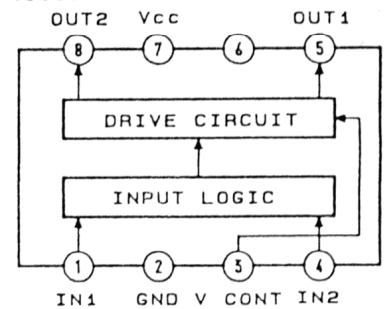 OUT2 Vcc OUT1
8 7 6 5
DRIVE CIRCUIT
INPUT LOGIC
1 2 3 4
IN1 GND V CONT IN2